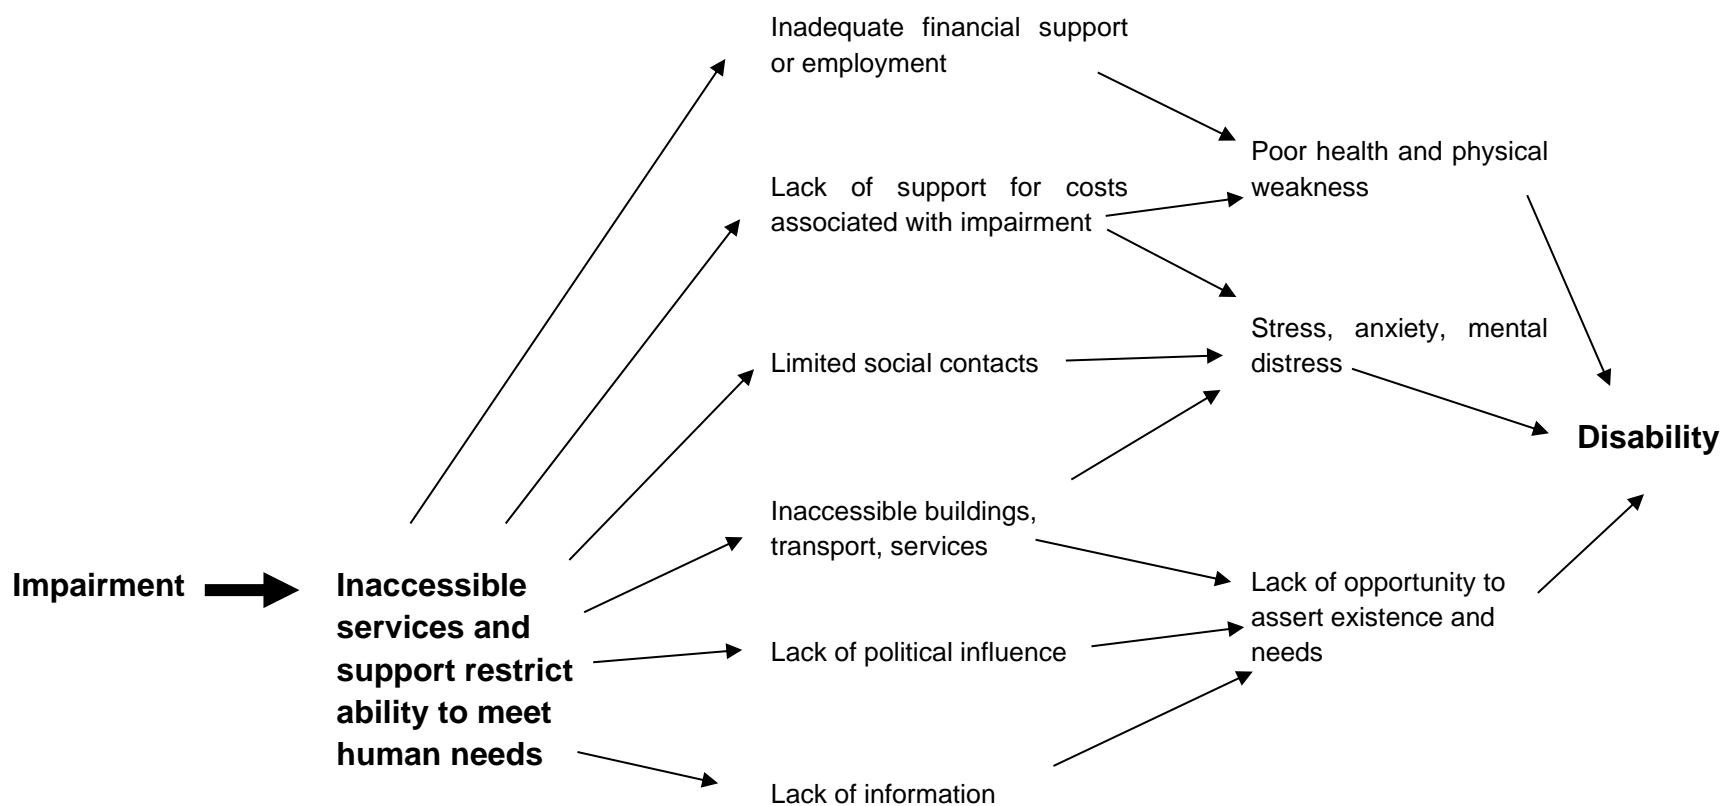 Inadequate financial support
or employment
Poor health and physical
weakness
Lack of support for costs
associated with impairment
Stress, anxiety, mental
distress
Limited social contacts
Disability
Inaccessible buildings,
transport, services
Impairment
Inaccessible
services and
support restrict
ability to meet
human needs
Lack of opportunity to
assert existence and
needs
Lack of political influence
Lack of information